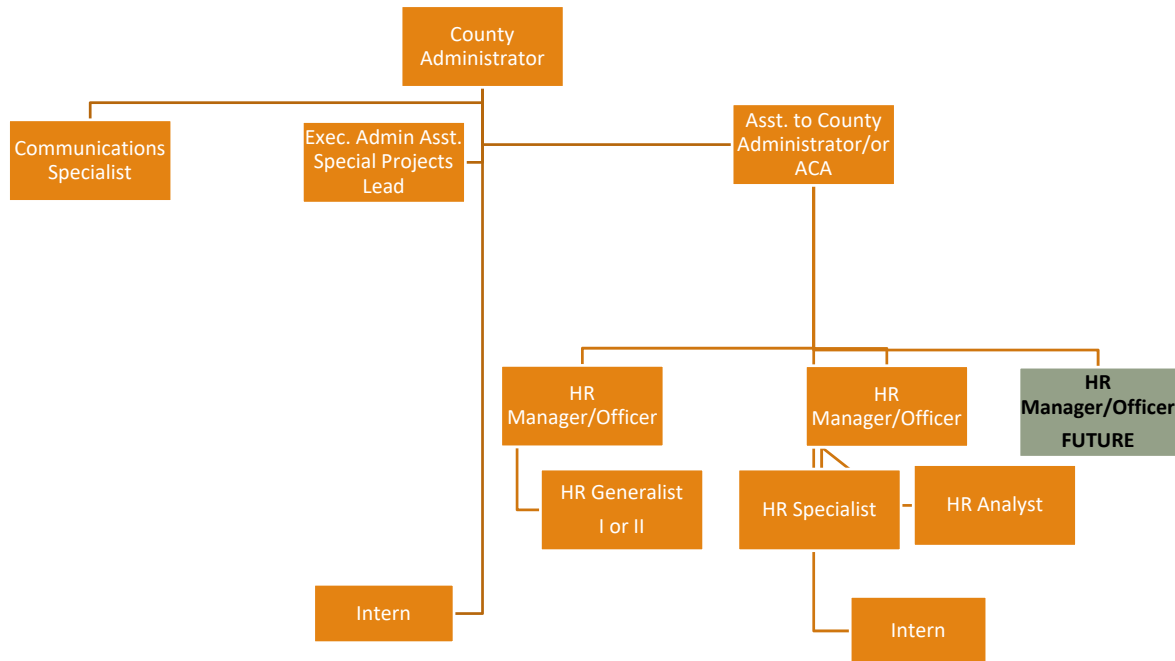 County
Administrator
Communications
Specialist
Exec. Admin Asst.
Special Projects
Lead
Asst. to County
Administrator/or
ACA
HR
Manager/Officer
HR
Manager/Officer
HR
Manager/Officer
FUTURE
HR Generalist
I or II
HR Specialist
HR Analyst
Intern
Intern